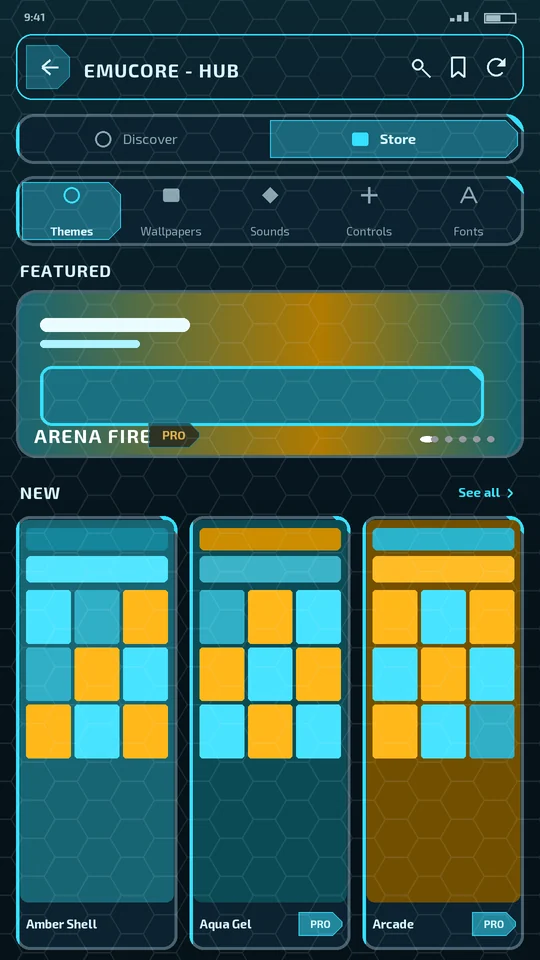 9:41
EMUCORE - HUB
Discover
Store
Themes
Wallpapers
Sounds
Controls
Fonts
FEATURED
ARENA FIRE
PRO
NEW
See all
Amber Shell
Aqua Gel
PRO
Arcade
PRO